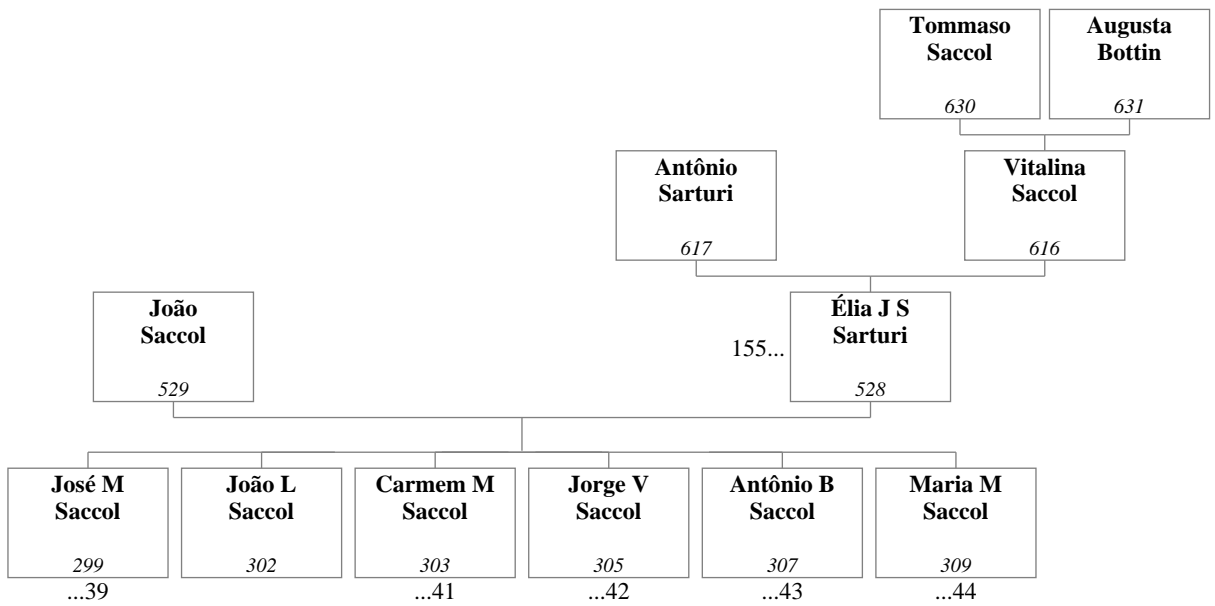 Tommaso
Saccol
630
Augusta
Bottin
631
Antônio
Sarturi
617
Vitalina
Saccol
616
João
Saccol
529
155...
Élia J S
Sarturi
528
José M
Saccol
299
...39
João L
Saccol
302
Carmem M
Saccol
303
...41
Jorge V
Saccol
305
...42
Antônio B
Saccol
307
...43
Maria M
Saccol
309
...44